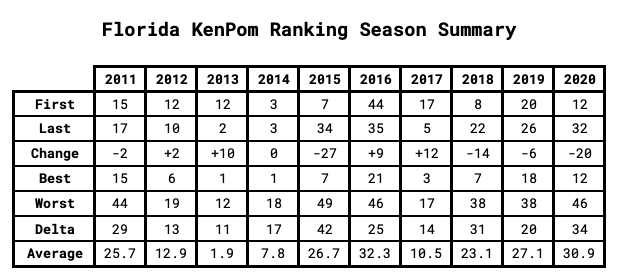 Florida KenPom Ranking Season Summary
2011 2012 2013 2014 2015 2016 2017 2018 2019 2020
First 15 12 12 3 7 44 17 8 20 12
Last 17 10 2 3 34 35 5 22 26 32
Change -2 +2 +10 0 -27 +9 +12 -14 -6 -20
Best 15 6 1 1 7 21 3 7 18 12
Worst 44 19 12 18 49 46 17 38 38 46
Delta 29 13 11 17 42 25 14 31 20 34
Average 25.7 12.9 1.9 7.8 26.7 32.3 10.5 23.1 27.1 30.9